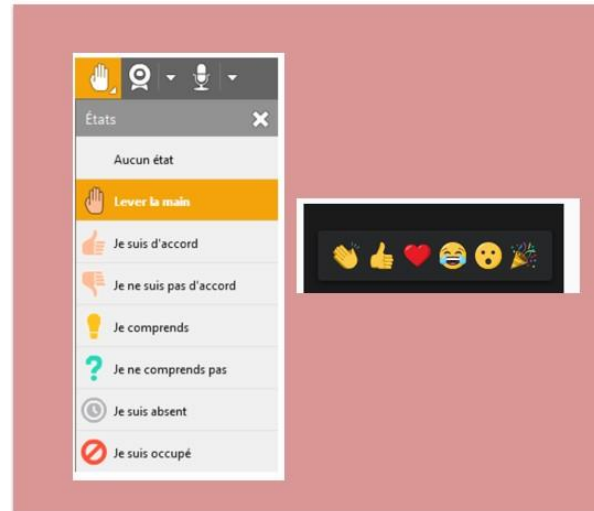 États
Aucun état
Lever la main
Je suis d'accord
Je ne suis pas d'accord
Je comprends
Je ne comprends pas
Je suis absent
Je suis occupé